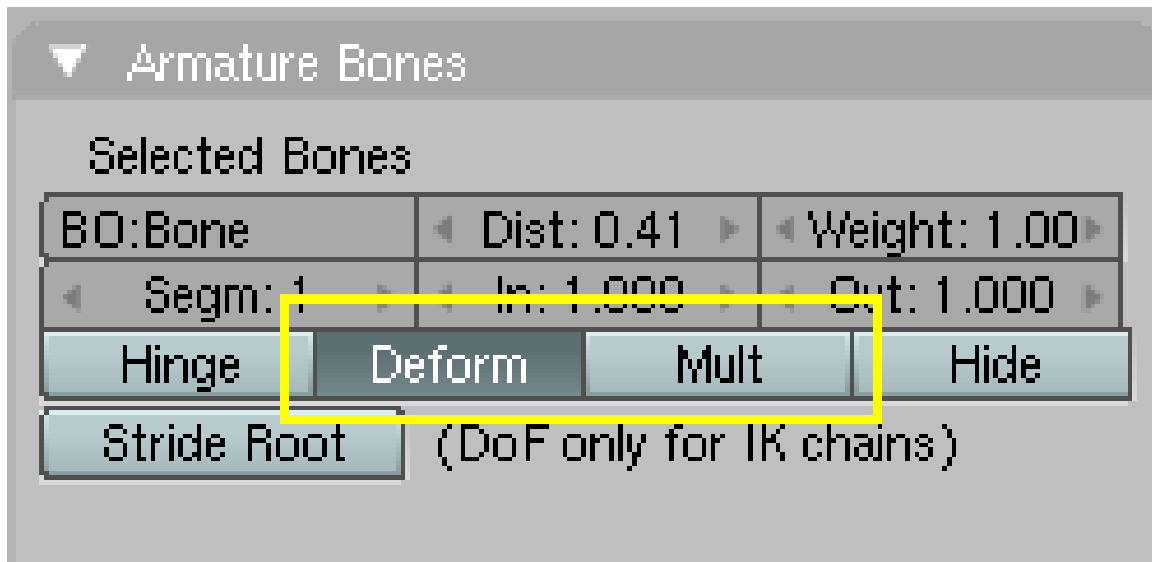 Armature Bones
Selected Bones
BO:Bone Dist: 0.41 Weight: 1.00
Segm: 1 In: 1.000 Out: 1.000
Hinge Deform Mult Hide
Stride Root (DoF only for IK chains)